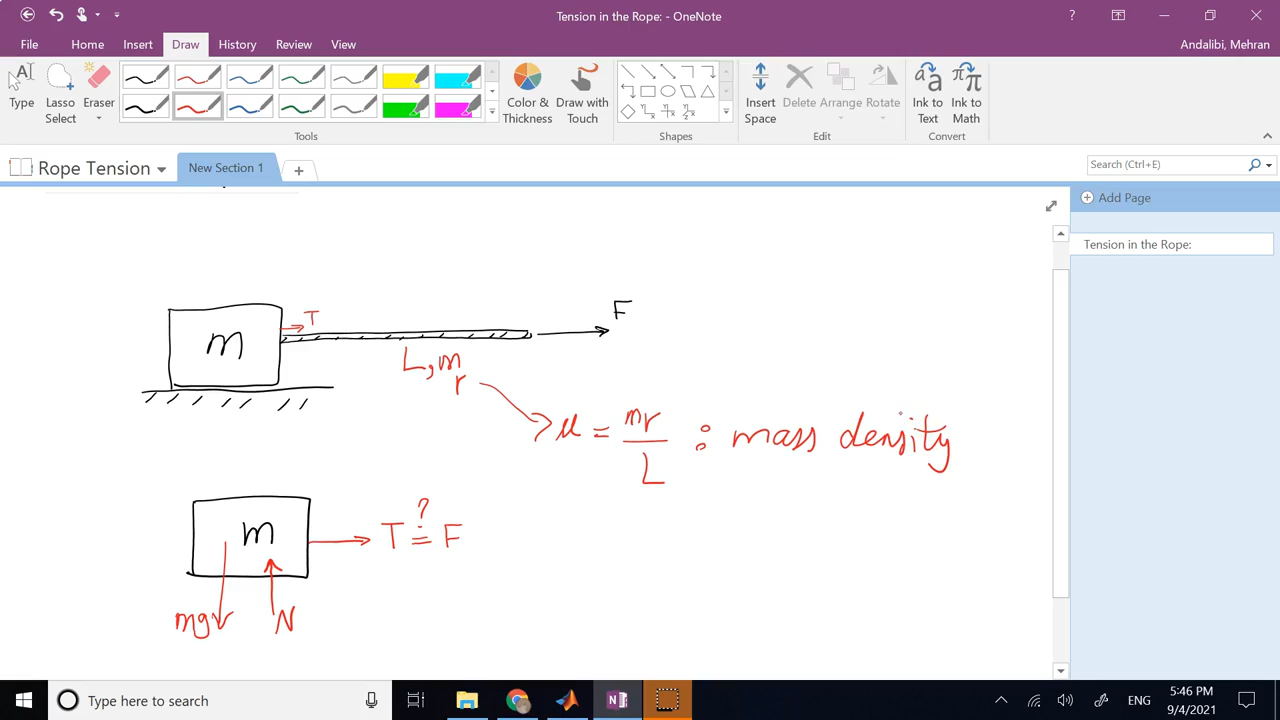 Tension in the Rope: - OneNote
?
File Home Insert Draw History Review View
Andalibi, Mehran
Type
Lasso Select
Eraser
Color & Thickness
Draw with Touch
Insert Space
Delete
Arrange
Rotate
Ink to Text
Ink to Math
Tools
Shapes
Edit
Convert
Rope Tension
New Section 1
Search (Ctrl+E)
Add Page
Tension in the Rope:
m
T
F
L, mr
μ = mr/L : mass density
m
T ?= F
mg
N
Type here to search
ENG
5:46 PM
9/4/2021